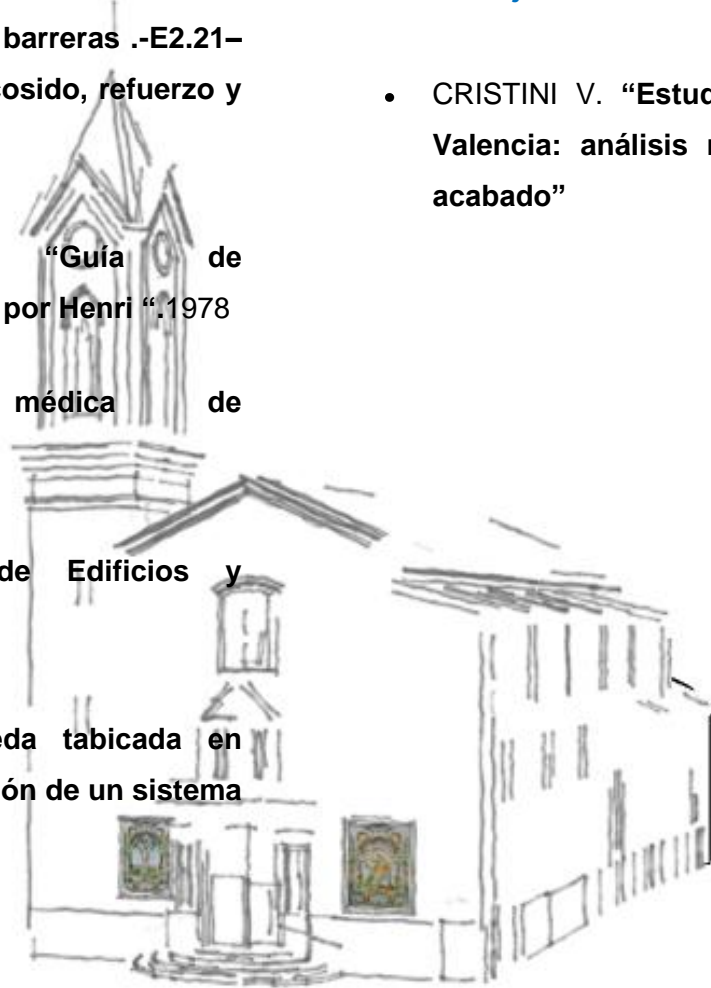 barreras .-E2.21–
cosido, refuerzo y
“Guía de
por Henri “.1978
médica de
de Edificios y
tabicada en
ón de un sistema
• CRISTINI V. “Estud
Valencia: análisis
acabado”